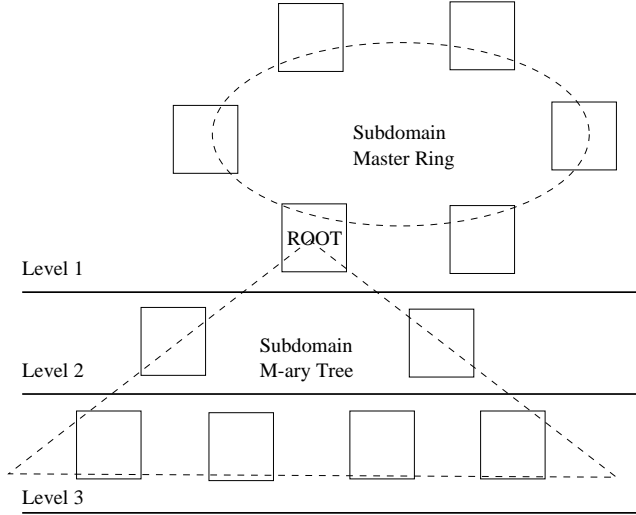 Subdomain
Master Ring
ROOT
Level 1
Subdomain
M-ary Tree
Level 2
Level 3